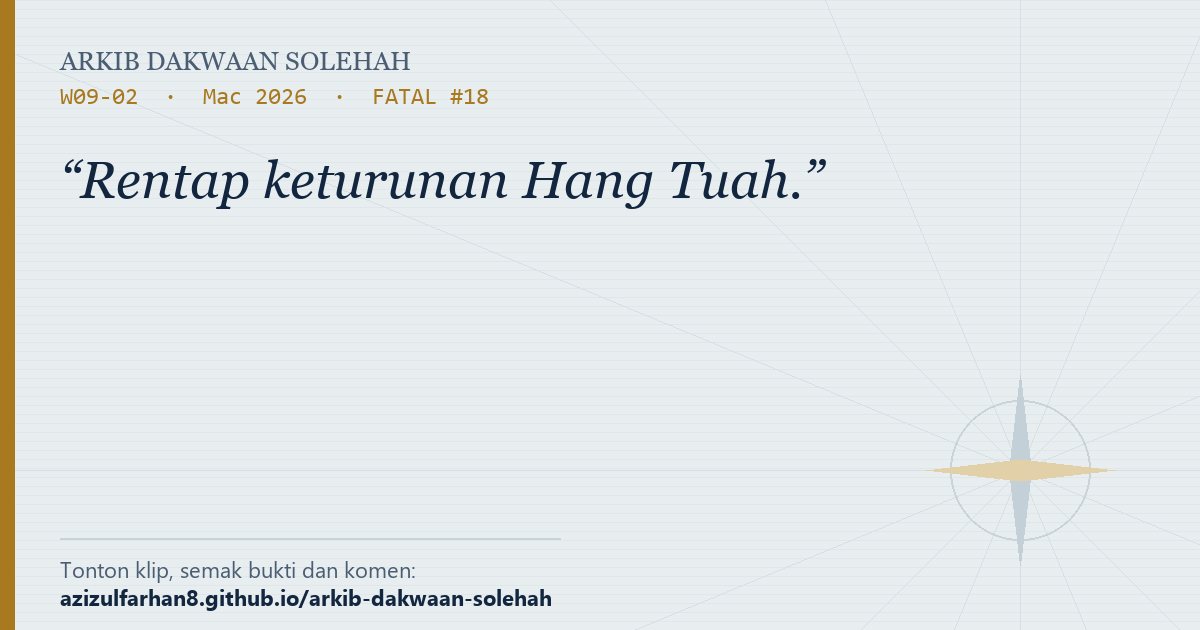 ARKIB DAKWAAN SOLEHAH
W09-02 · Mac 2026 · FATAL #18
“Rentap keturunan Hang Tuah.”
Tonton klip, semak bukti dan komen:
azizulfarhan8.github.io/arkib-dakwaan-solehah